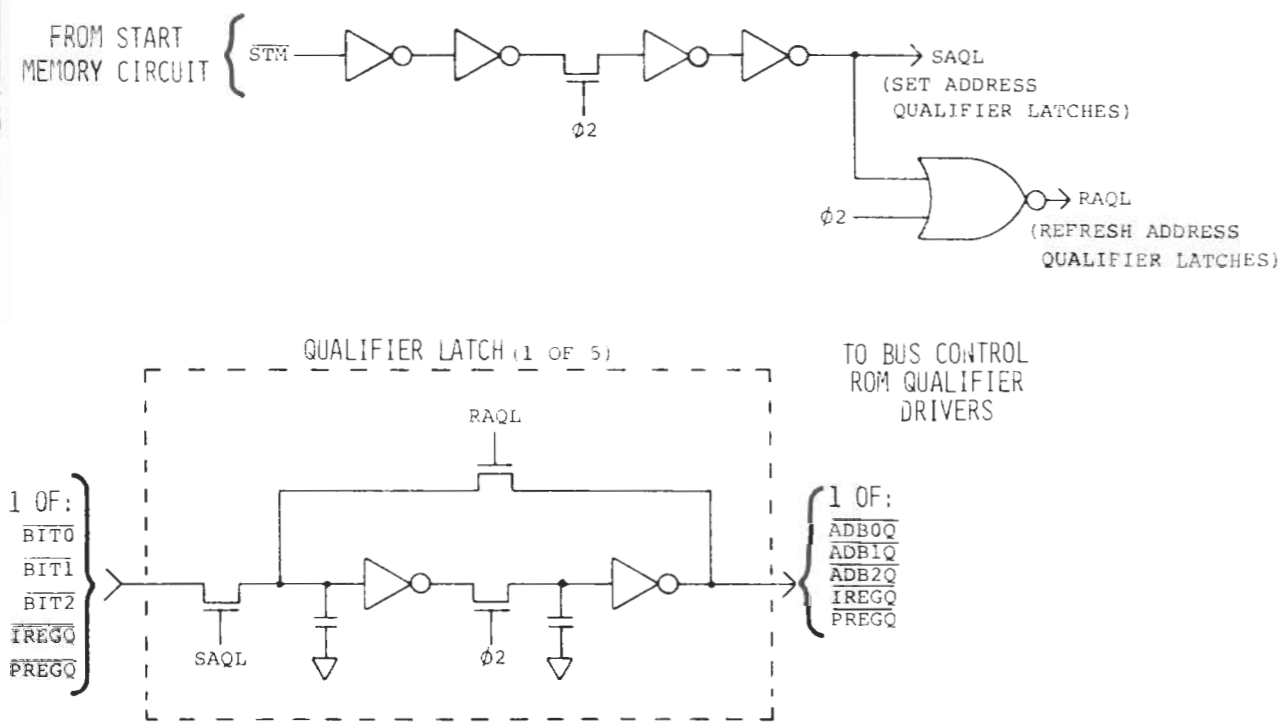 FROM START
MEMORY CIRCUIT
STM
ø2
SAQL
(SET ADDRESS
QUALIFIER LATCHES)
ø2
RAQL
(REFRESH ADDRESS
QUALIFIER LATCHES)
QUALIFIER LATCH (1 OF 5)
TO BUS CONTROL
ROM QUALIFIER
DRIVERS
RAQL
1 OF:
BIT0
BIT1
BIT2
IREGQ
PREGQ
SAQL
ø2
1 OF:
ADB0Q
ADB1Q
ADB2Q
IREGQ
PREGQ